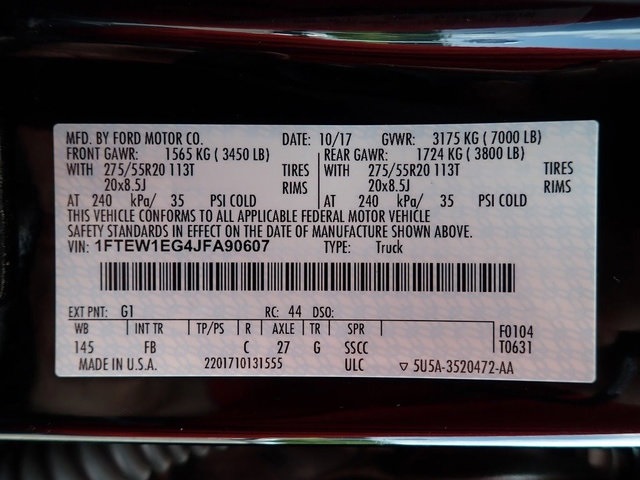 MFD. BY FORD MOTOR CO. DATE: 10/17 GVWR: 3175 KG ( 7000 LB)
FRONT GAWR: 1565 KG ( 3450 LB) REAR GAWR: 1724 KG ( 3800 LB)
WITH 275/55R20 113T TIRES WITH 275/55R20 113T TIRES
20x8.5J RIMS 20x8.5J RIMS
AT 240 kPa/ 35 PSI COLD AT 240 kPa/ 35 PSI COLD
THIS VEHICLE CONFORMS TO ALL APPLICABLE FEDERAL MOTOR VEHICLE
SAFETY STANDARDS IN EFFECT ON THE DATE OF MANUFACTURE SHOWN ABOVE.
VIN: 1FTEW1EG4JFA90607 TYPE: Truck
EXT PNT: G1 RC: 44 DSO:
WB INT TR TP/PS R AXLE TR SPR F0104
145 FB C 27 G SSCC T0631
MADE IN U.S.A. 2201710131555 ULC ▽ 5U5A-3520472-AA